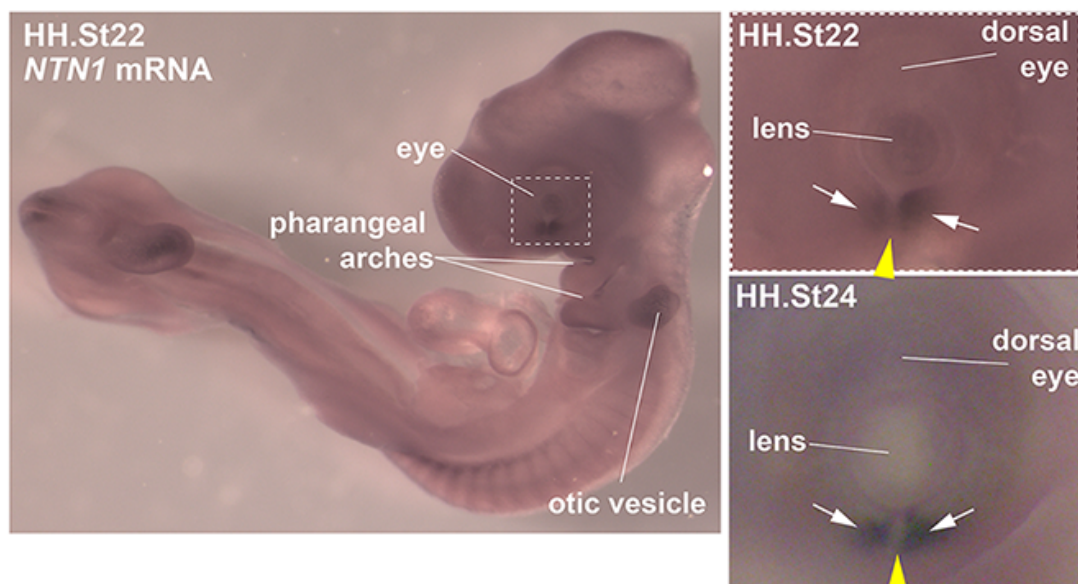 HH.St22
NTN1 mRNA
eye
pharangeal
arches
otic vesicle
HH.St22
dorsal
eye
lens
HH.St24
dorsal
eye
lens